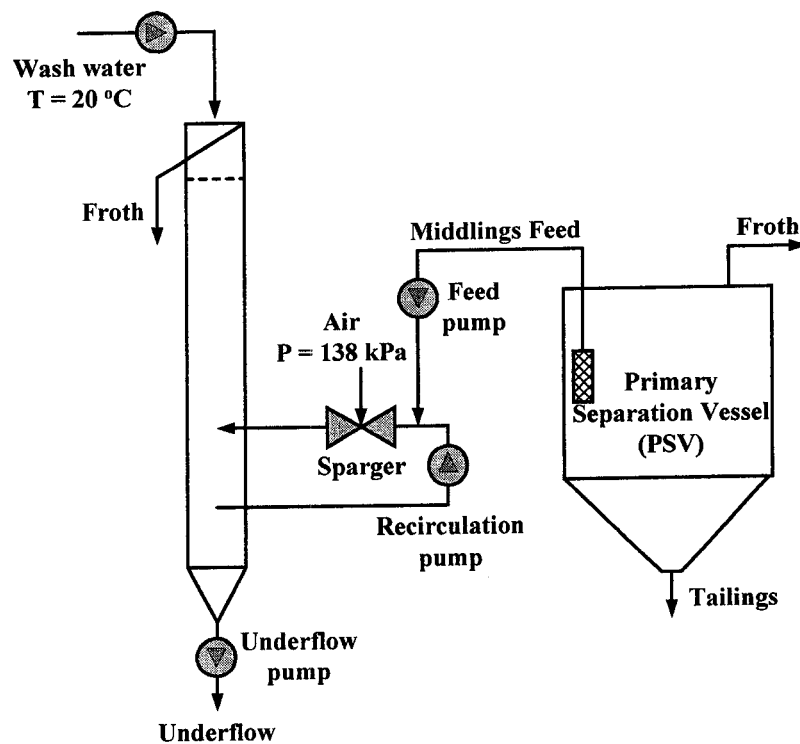 Wash water
T = 20 °C
Froth
Middlings Feed
Froth
Feed
pump
Air
P = 138 kPa
Primary
Separation Vessel
(PSV)
Sparger
Recirculation
pump
Tailings
Underflow
pump
Underflow